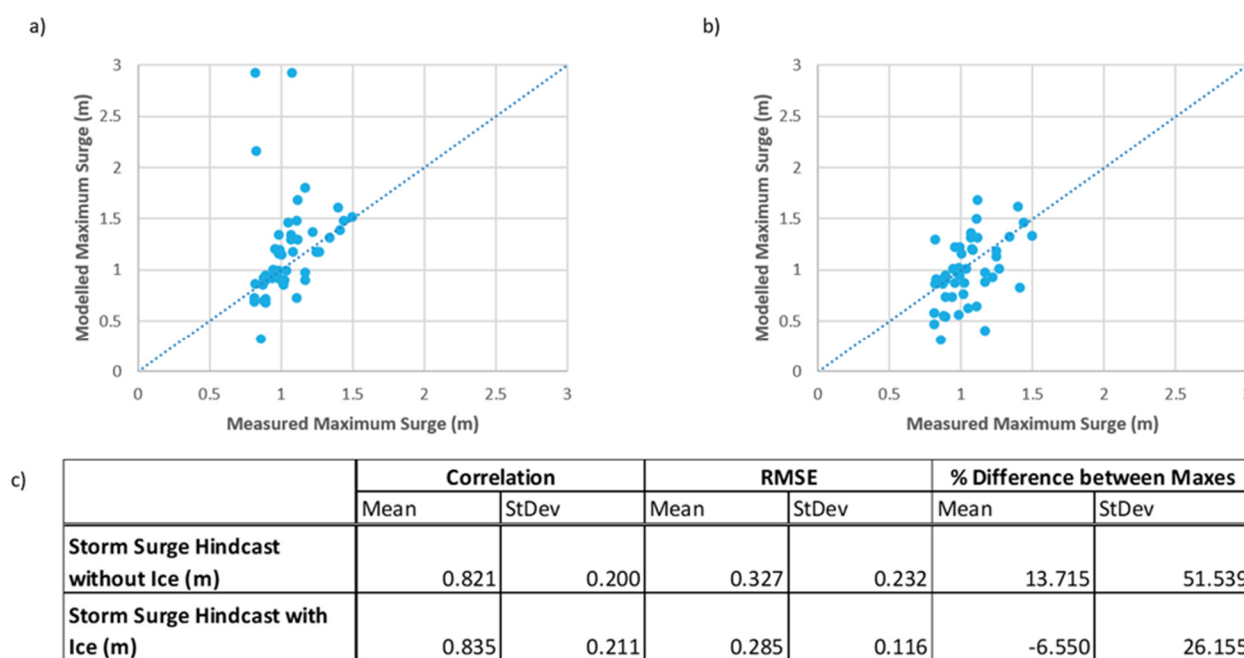 a)
3
2.5
2
1.5
1
0.5
0
Modelled Maximum Surge (m)
0 0.5 1 1.5 2 2.5 3
Measured Maximum Surge (m)
b)
3
2.5
2
1.5
1
0.5
0
Modelled Maximum Surge (m)
0 0.5 1 1.5 2 2.5
Measured Maximum Surge (m)
c)
Correlation RMSE % Difference between Maxes
Mean StDev Mean StDev Mean StDev
Storm Surge Hindcast
without Ice (m) 0.821 0.200 0.327 0.232 13.715 51.539
Storm Surge Hindcast with
Ice (m) 0.835 0.211 0.285 0.116 -6.550 26.155